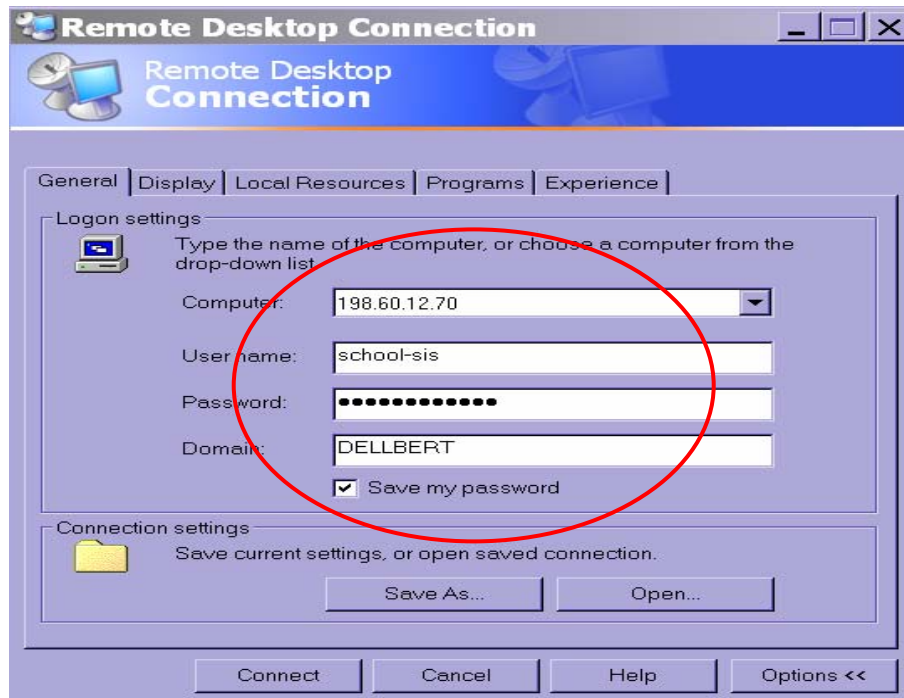 Remote Desktop Connection
Remote Desktop
Connection
General Display Local Resources Programs Experience
Logon settings
Type the name of the computer, or choose a computer from the
drop-down list.
Computer: 198.60.12.70
User name: school-sis
Password: ••••••••••••
Domain: DELLBERT
Save my password
Connection settings
Save current settings, or open saved connection.
Save As... Open...
Connect Cancel Help Options <<